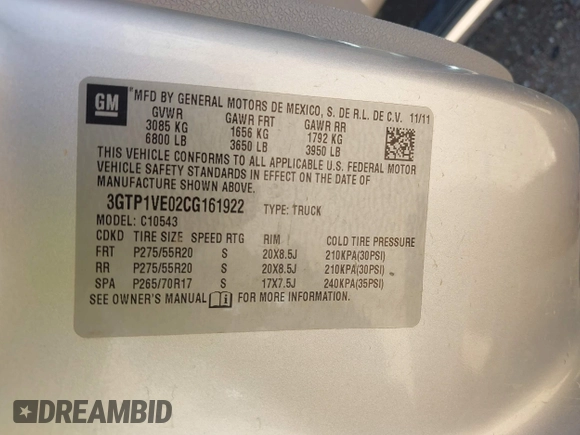 GM
MFD BY GENERAL MOTORS DE MEXICO, S. DE R.L. DE C.V. 11/11
GVWR GAWR FRT GAWR RR
3085 KG 1656 KG 1792 KG
6800 LB 3650 LB 3950 LB
THIS VEHICLE CONFORMS TO ALL APPLICABLE U.S. FEDERAL MOTOR
VEHICLE SAFETY STANDARDS IN EFFECT ON THE DATE OF
MANUFACTURE SHOWN ABOVE.
3GTP1VE02CG161922 TYPE: TRUCK
MODEL: C10543
CDKD TIRE SIZE SPEED RTG RIM COLD TIRE PRESSURE
FRT P275/55R20 S 20X8.5J 210KPA(30PSI)
RR P275/55R20 S 20X8.5J 210KPA(30PSI)
SPA P265/70R17 S 17X7.5J 240KPA(35PSI)
SEE OWNER'S MANUAL FOR MORE INFORMATION.
DREAMBID